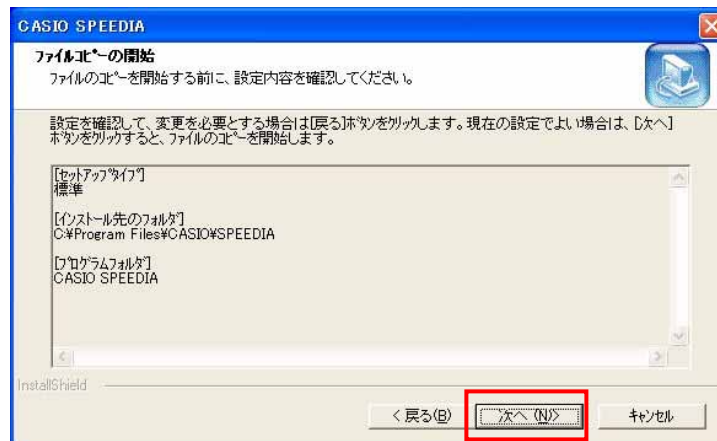 CASIO SPEEDIA
ファイルコピーの開始
ファイルのコピーを開始する前に、設定内容を確認してください。
設定を確認して、変更を必要とする場合は[戻る]ボタンをクリックします。現在の設定でよい場合は、[次へ]
ボタンをクリックすると、ファイルのコピーを開始します。
[セットアップタイプ]
標準
[インストール先のフォルダ]
C:¥Program Files¥CASIO¥SPEEDIA
[プログラムフォルダ]
CASIO SPEEDIA
InstallShield
< 戻る(B)
次へ (N)>
キャンセル